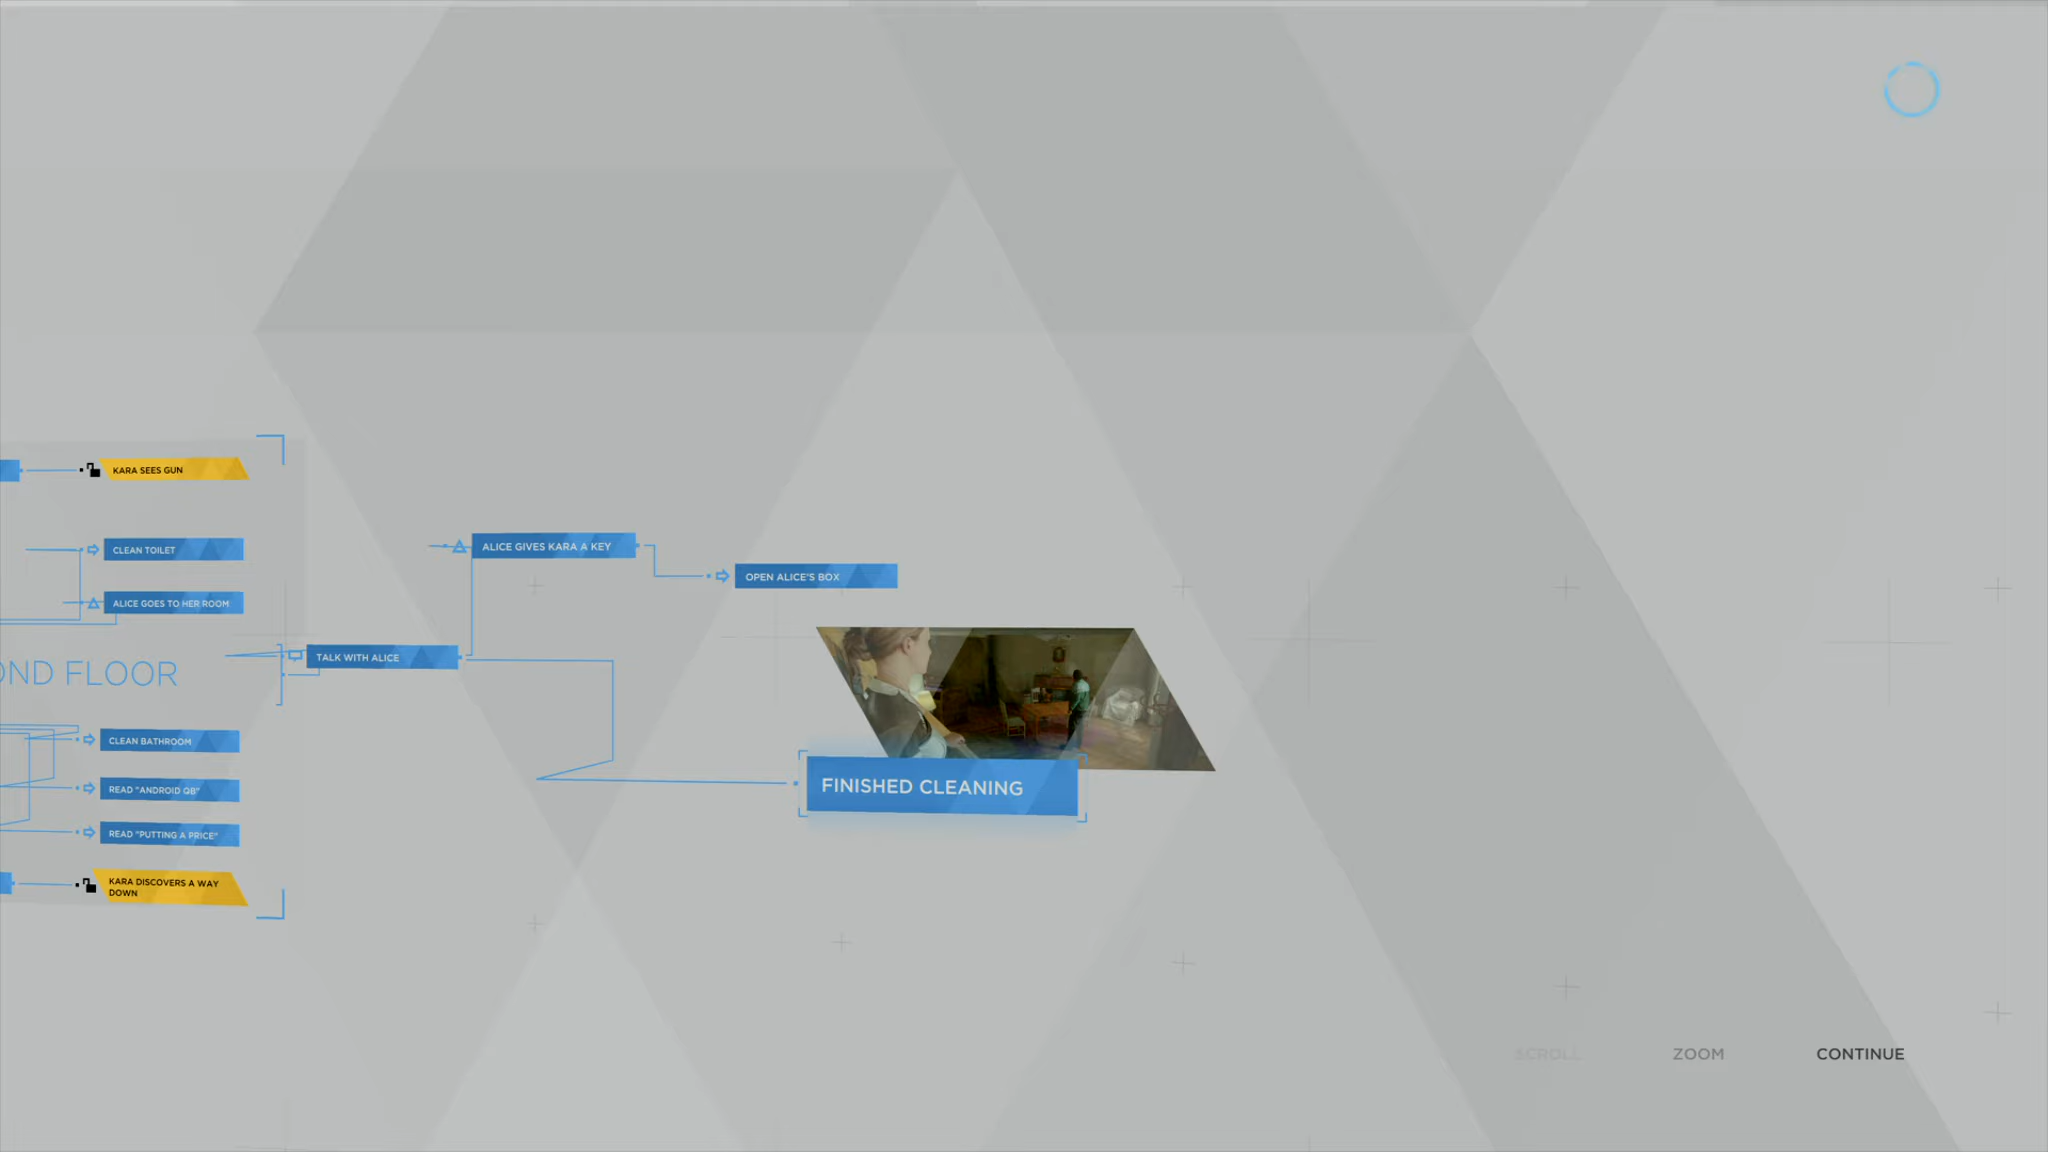 KARA SEES GUN
CLEAN TOILET
ALICE GOES TO HER ROOM
OND FLOOR
CLEAN BATHROOM
READ "ANDROID QB"
READ "PUTTING A PRICE"
KARA DISCOVERS A WAY
DOWN
TALK WITH ALICE
ALICE GIVES KARA A KEY
OPEN ALICE'S BOX
FINISHED CLEANING
SCROLL
ZOOM
CONTINUE